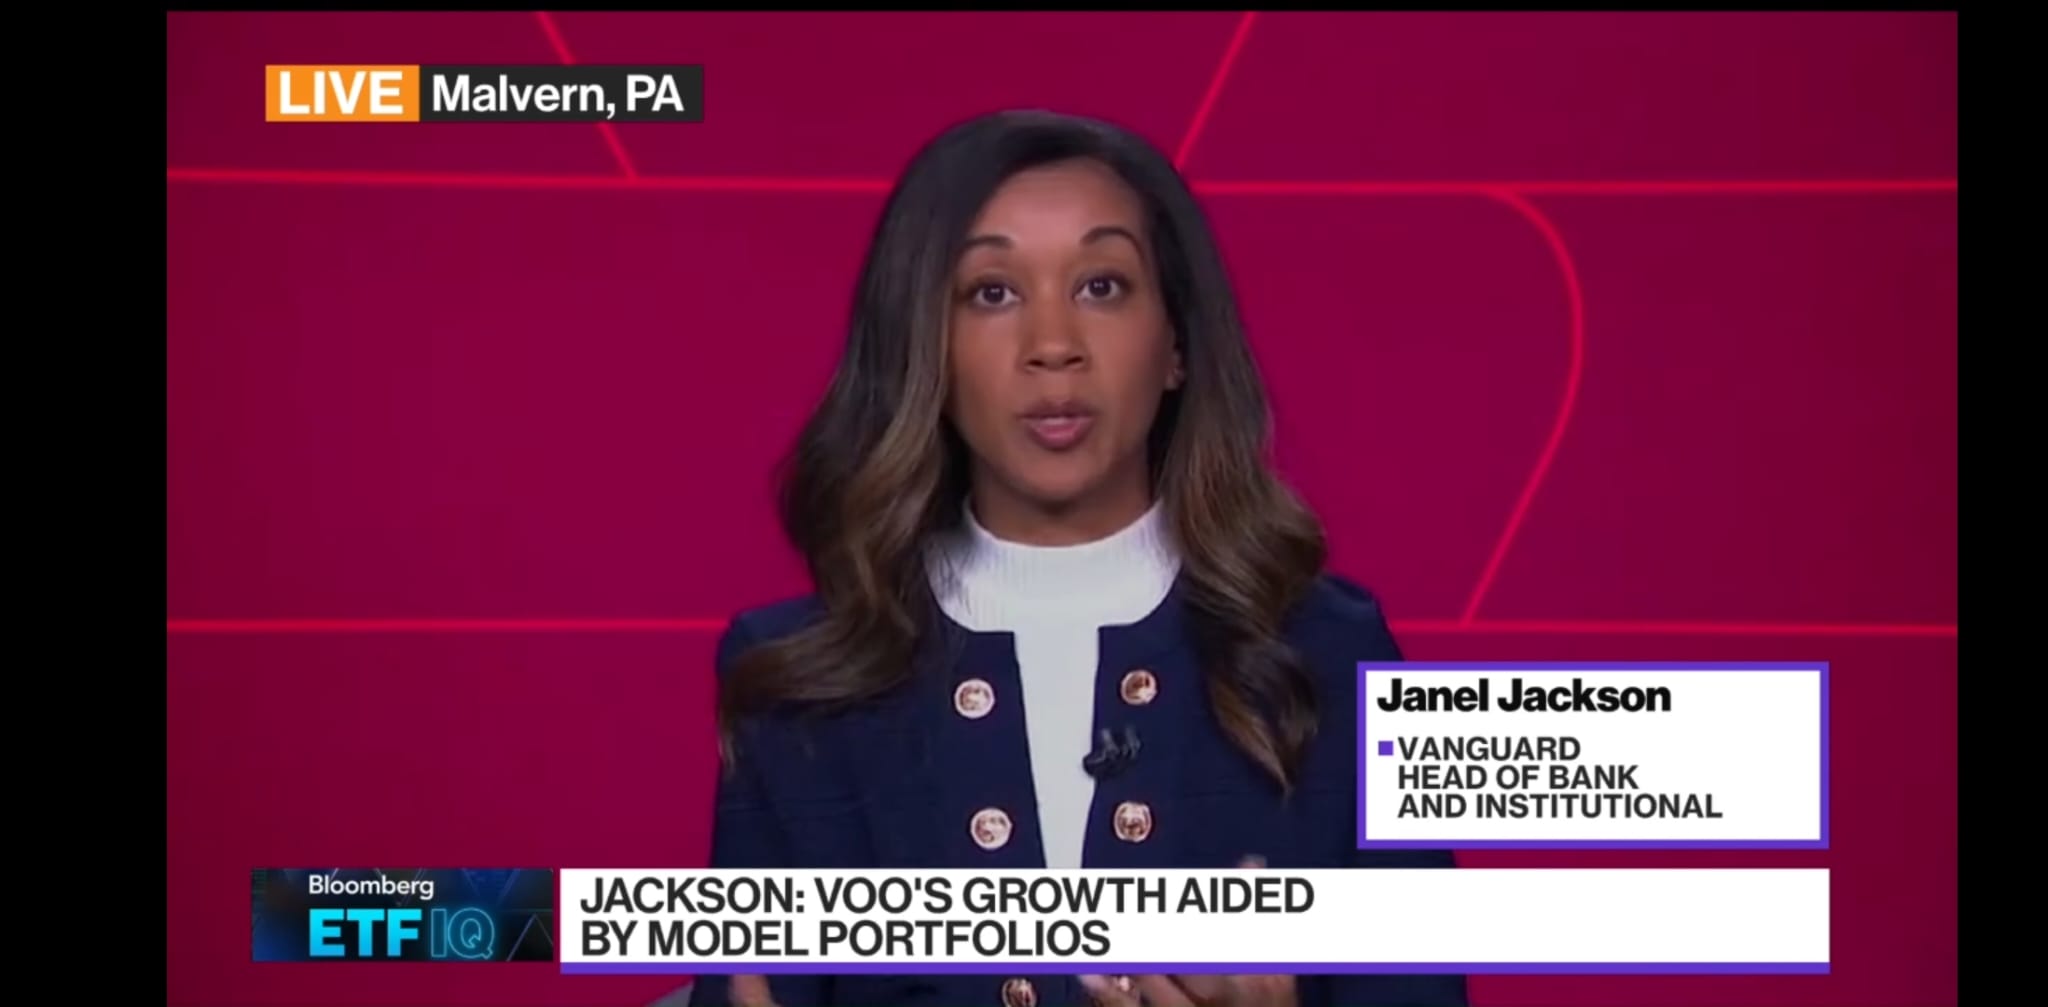 LIVE Malvern, PA
Janel Jackson
VANGUARD
HEAD OF BANK
AND INSTITUTIONAL
Bloomberg
ETF IQ
JACKSON: VOO'S GROWTH AIDED
BY MODEL PORTFOLIOS